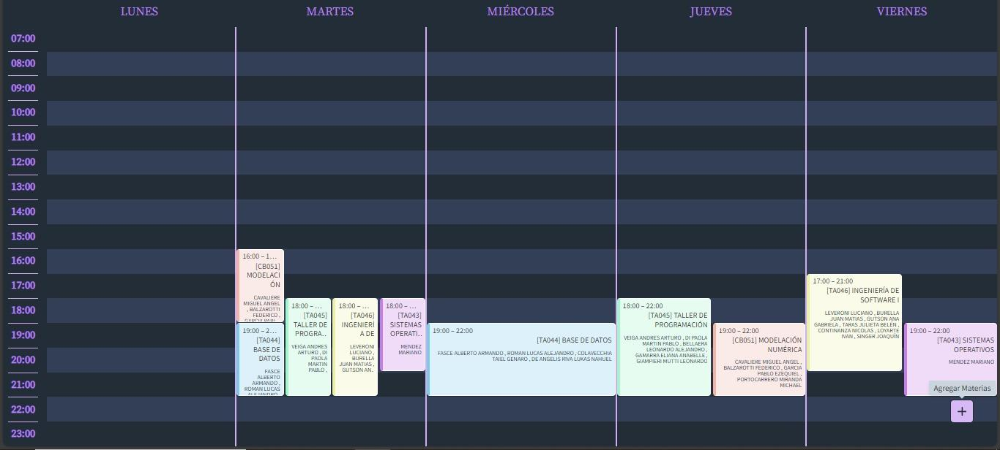 LUNES
MARTES
MIÉRCOLES
JUEVES
VIERNES
07:00
08:00
09:00
10:00
11:00
12:00
13:00
14:00
15:00
16:00
17:00
18:00
19:00
20:00
21:00
22:00
23:00
16:00 – 1…
[CB051]
MODELACI
ÓN
CAVALIERE
MIGUEL ANGEL
, BALZAROTTI
FEDERICO ,
19:00 – 2…
[TA044]
BASE DE
DATOS
FASCE
ALBERTO
ARMANDO ,
ROMAN LUCAS
ALEJANDRO
18:00 – …
[TA045]
TALLER DE
PROGRA..
VEIGA ANDRES
ARTURO , DI
PAOLA
MARTIN
PABLO ,
18:00 – …
[TA046]
INGENIERÍ
A DE
LEVERONI
LUCIANO ,
BURELLA
JUAN MATIAS ,
GUTSON AN.
18:00 – …
[TA043]
SISTEMAS
OPERATI..
MENDEZ
MARIANO
19:00 – 22:00
[TA044] BASE DE DATOS
FASCE ALBERTO ARMANDO , ROMAN LUCAS ALEJANDRO , COLAVECCHIA
TAIEL GENARO , DE ANGELIS RIVA LUKAS NAHUEL
18:00 – 22:00
[TA045] TALLER DE
PROGRAMACIÓN
VEIGA ANDRES ARTURO , DI PAOLA
MARTIN PABLO , BELLAERA
LEONARDO ALEJANDRO ,
GAMARRA ELIANA ANABELLE ,
GIAMPIERI MUTTI LEONARDO
19:00 – 22:00
[CB051] MODELACIÓN
NUMÉRICA
CAVALIERE MIGUEL ANGEL ,
BALZAROTTI FEDERICO , GARCIA
PABLO EZEQUIEL ,
PORTOCARRERO MIRANDA
MICHAEL
17:00 – 21:00
[TA046] INGENIERÍA DE
SOFTWARE I
LEVERONI LUCIANO , BURELLA
JUAN MATIAS , GUTSON ANA
GABRIELA , TARAS JULIETA BELÉN ,
CONTINANZA NICOLAS , LOYARTE
IVAN , SINGER JOAQUÍN
19:00 – 22:00
[TA043] SISTEMAS
OPERATIVOS
MENDEZ MARIANO
Agregar Materias
+